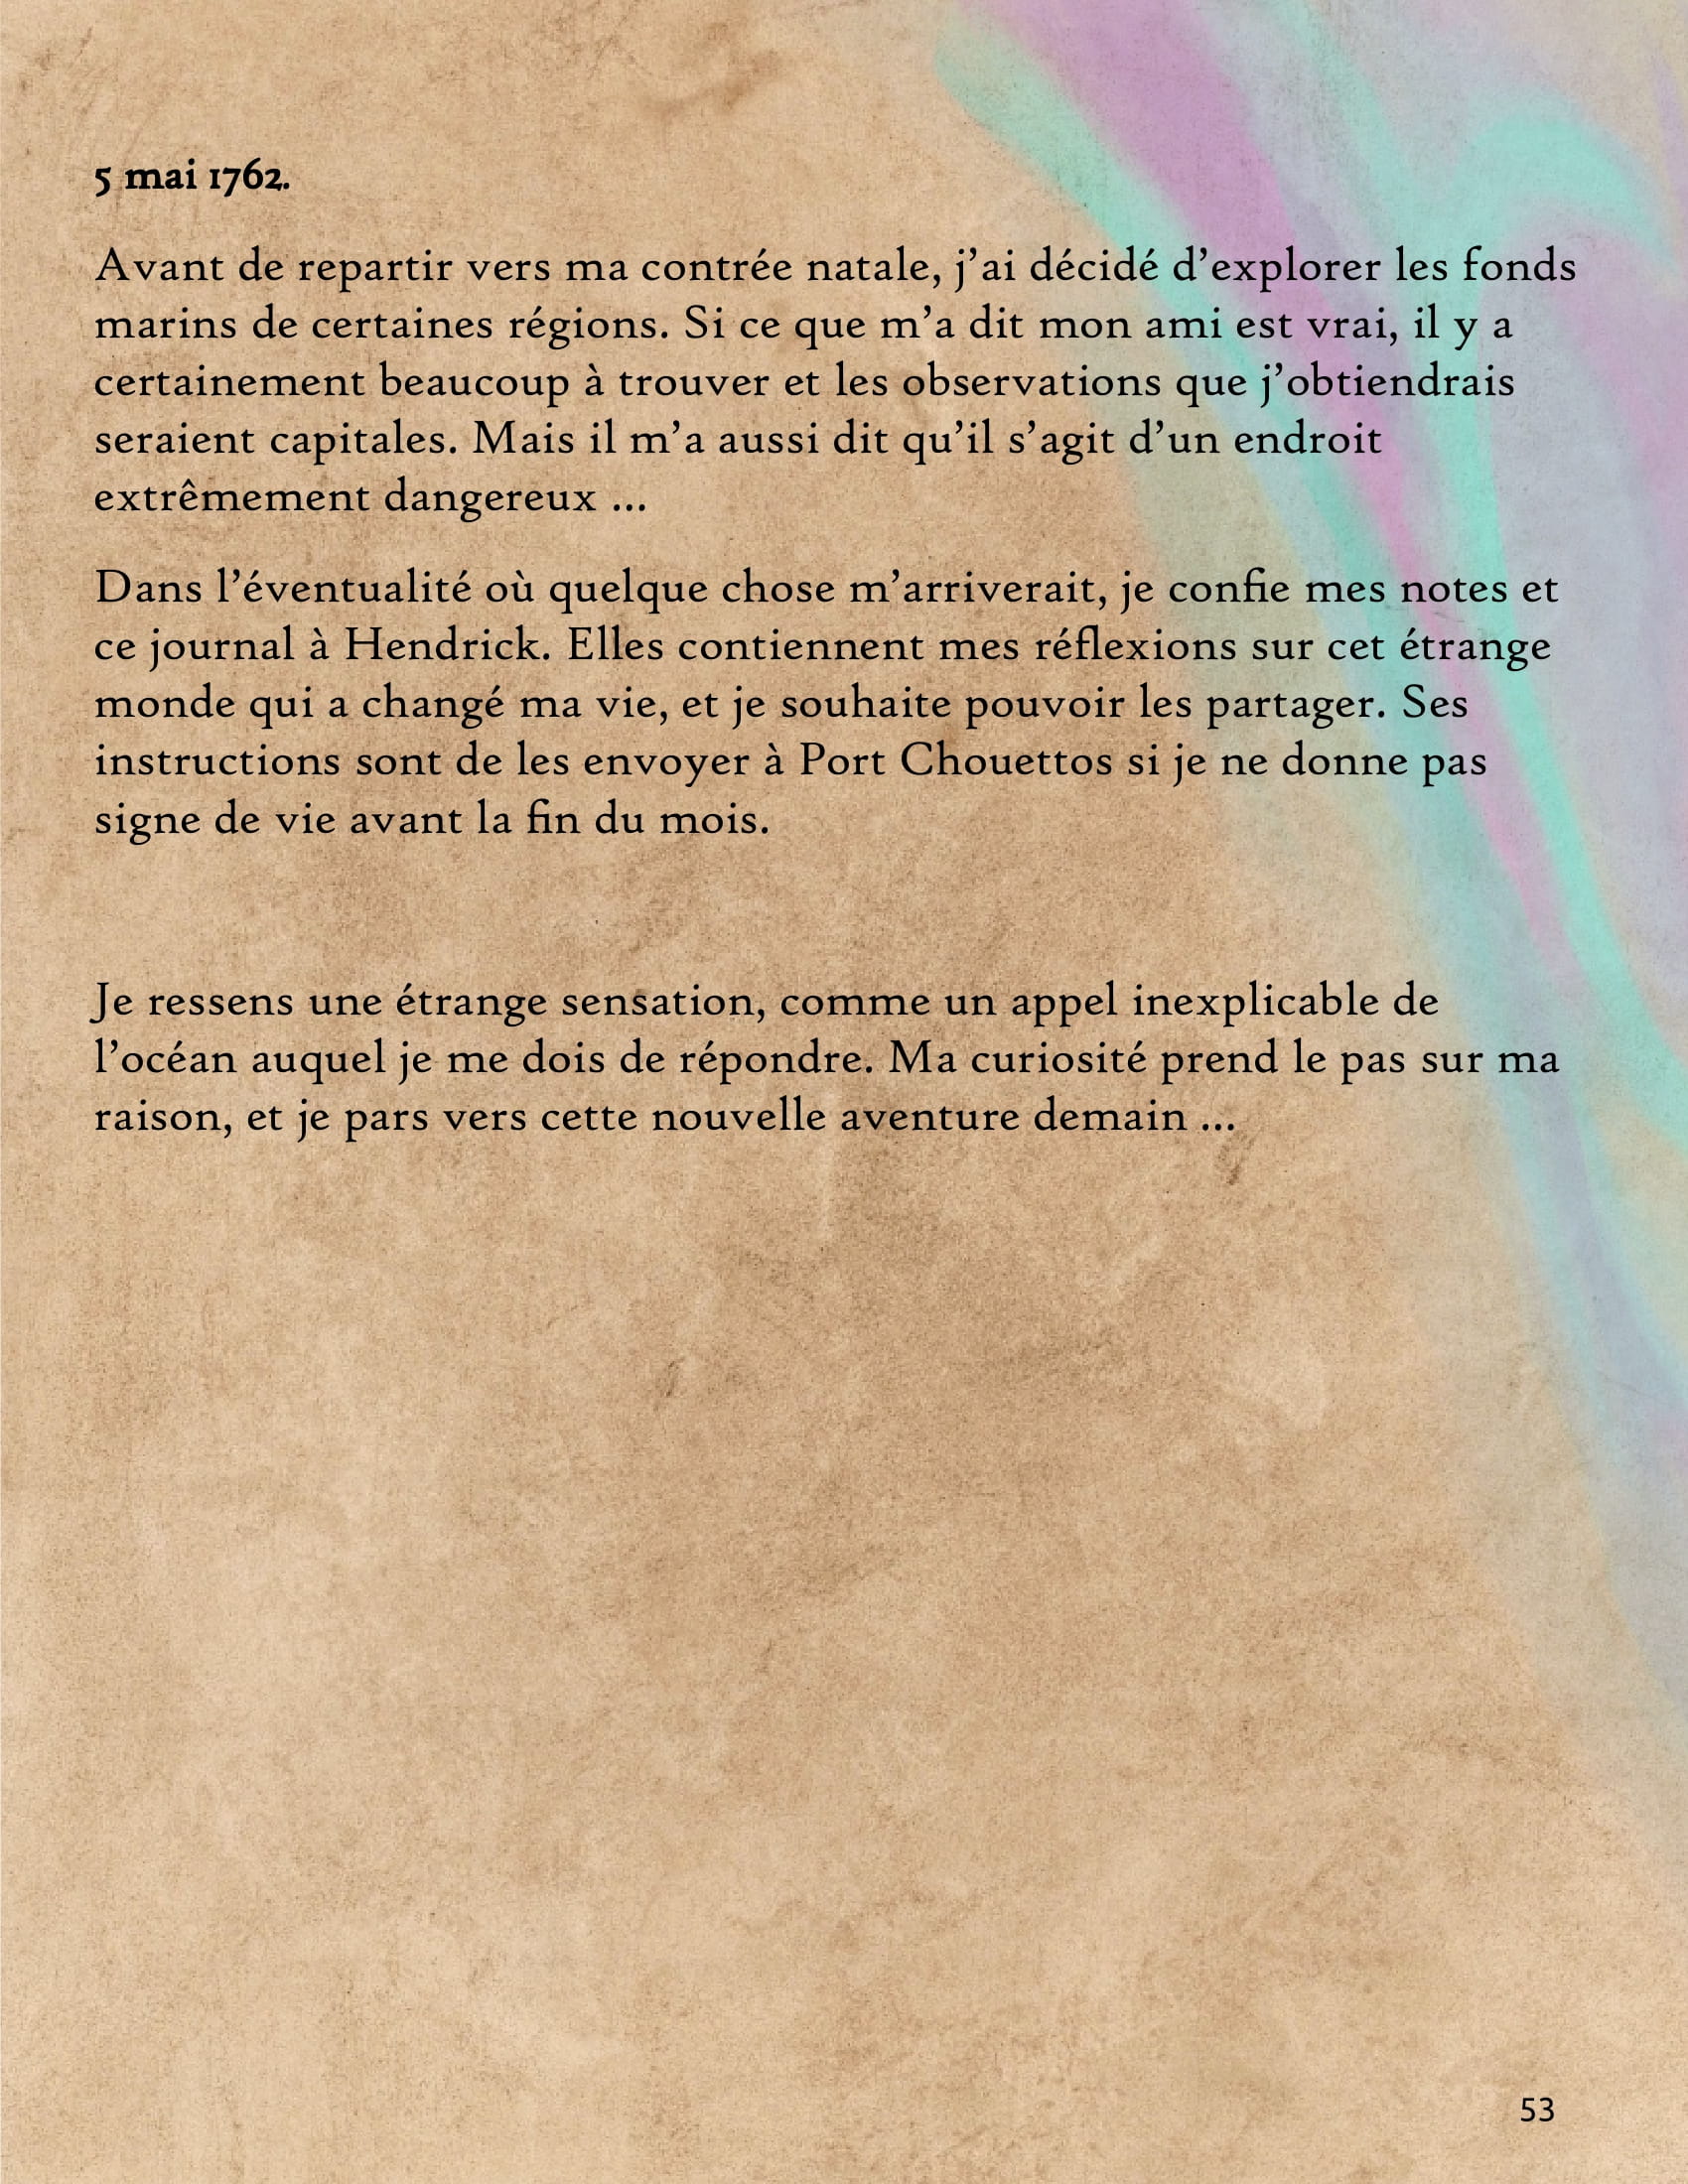 5 mai 1762.
Avant de repartir vers ma contrée natale, j’ai décidé d’explorer les fonds
marins de certaines régions. Si ce que m’a dit mon ami est vrai, il y a
certainement beaucoup à trouver et les observations que j’obtiendrais
seraient capitales. Mais il m’a aussi dit qu’il s’agit d’un endroit
extrêmement dangereux ...
Dans l’éventualité où quelque chose m’arriverait, je confie mes notes et
ce journal à Hendrick. Elles contiennent mes réflexions sur cet étrange
monde qui a changé ma vie, et je souhaite pouvoir les partager. Ses
instructions sont de les envoyer à Port Chouettos si je ne donne pas
signe de vie avant la fin du mois.
Je ressens une étrange sensation, comme un appel inexplicable de
l’océan auquel je me dois de répondre. Ma curiosité prend le pas sur ma
raison, et je pars vers cette nouvelle aventure demain ...
53